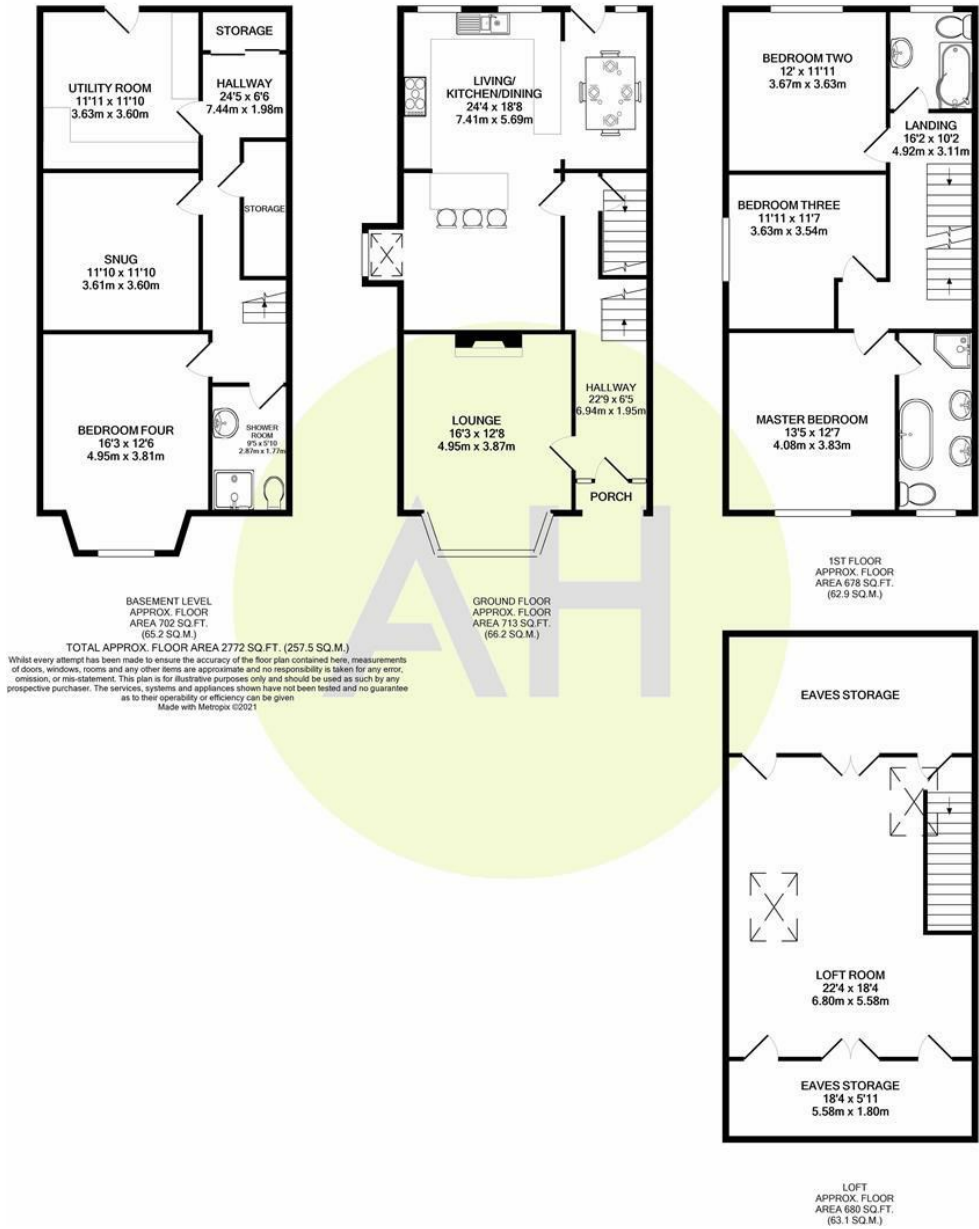 STORAGE
UTILITY ROOM
11'11 x 11'10
3.63m x 3.60m
HALLWAY
24'5 x 6'6
7.44m x 1.98m
STORAGE
SNUG
11'10 x 11'10
3.61m x 3.60m
BEDROOM FOUR
16'3 x 12'6
4.95m x 3.81m
SHOWER
ROOM
9'5 x 5'10
2.87m x 1.77m
BASEMENT LEVEL
APPROX. FLOOR
AREA 702 SQ.FT.
(65.2 SQ.M.)
LIVING/
KITCHEN/DINING
24'4 x 18'8
7.41m x 5.69m
LOUNGE
16'3 x 12'8
4.95m x 3.87m
HALLWAY
22'9 x 6'5
6.94m x 1.95m
PORCH
GROUND FLOOR
APPROX. FLOOR
AREA 713 SQ.FT.
(66.2 SQ.M.)
BEDROOM TWO
12' x 11'11
3.67m x 3.63m
LANDING
16'2 x 10'2
4.92m x 3.11m
BEDROOM THREE
11'11 x 11'7
3.63m x 3.54m
MASTER BEDROOM
13'5 x 12'7
4.08m x 3.83m
1ST FLOOR
APPROX. FLOOR
AREA 678 SQ.FT.
(62.9 SQ.M.)
TOTAL APPROX. FLOOR AREA 2772 SQ.FT. (257.5 SQ.M.)
Whilst every attempt has been made to ensure the accuracy of the floor plan contained here, measurements
of doors, windows, rooms and any other items are approximate and no responsibility is taken for any error,
omission, or mis-statement. This plan is for illustrative purposes only and should be used as such by any
prospective purchaser. The services, systems and appliances shown have not been tested and no guarantee
as to their operability or efficiency can be given
Made with Metropix ©2021
AH
EAVES STORAGE
LOFT ROOM
22'4 x 18'4
6.80m x 5.58m
EAVES STORAGE
18'4 x 5'11
5.58m x 1.80m
LOFT
APPROX. FLOOR
AREA 680 SQ.FT.
(63.1 SQ.M.)